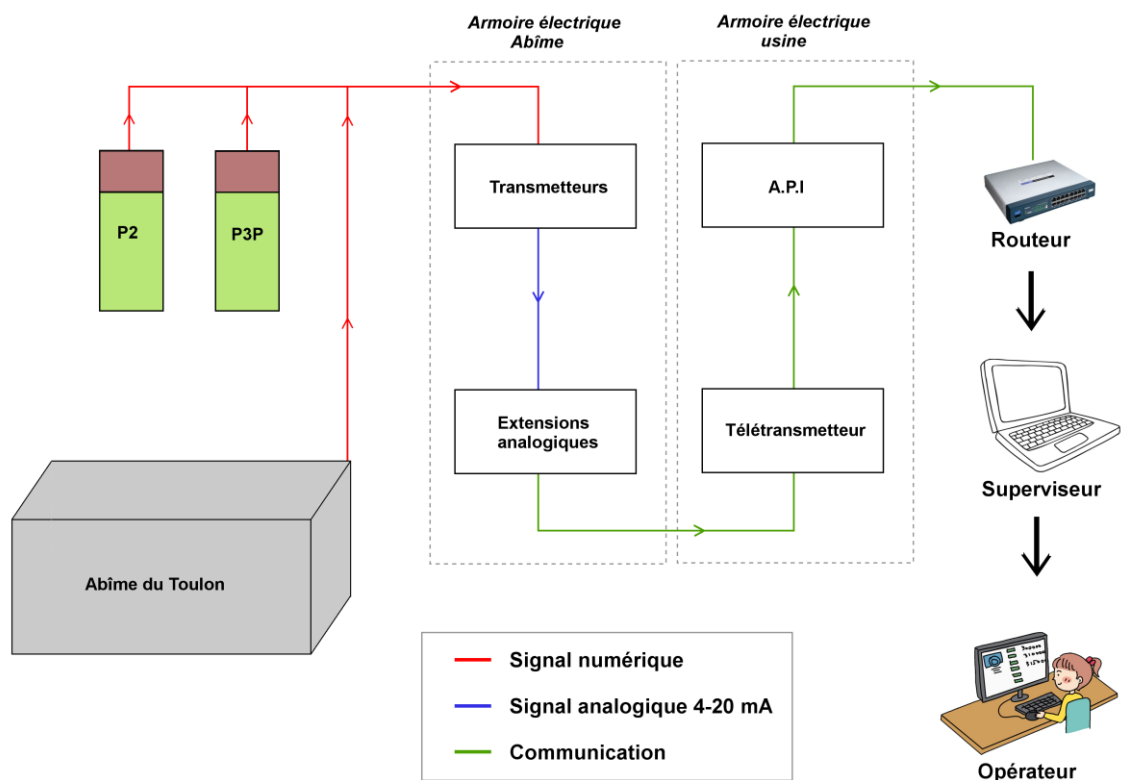 Armoire électrique
Abîme
Armoire électrique
usine
P2
P3P
Transmetteurs
A.P.I
Routeur
Extensions
analogiques
Télétransmetteur
Superviseur
Abîme du Toulon
Signal numérique
Signal analogique 4-20 mA
Communication
Opérateur